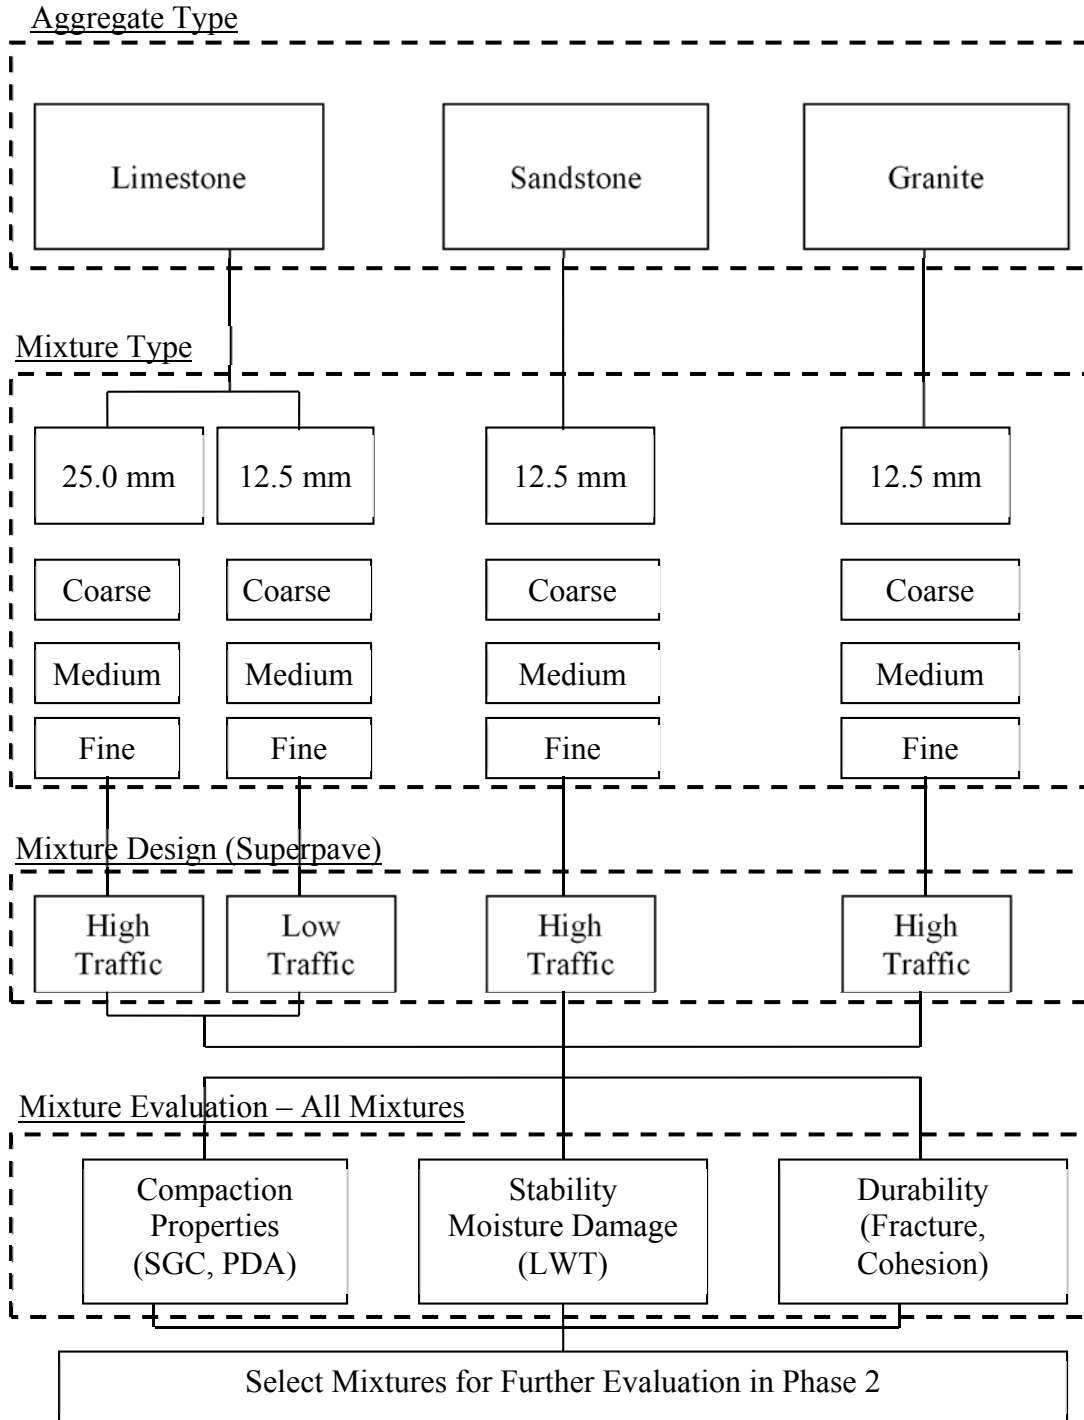 Aggregate Type
Limestone
Sandstone
Granite
Mixture Type
25.0 mm
12.5 mm
12.5 mm
12.5 mm
Coarse
Coarse
Coarse
Coarse
Medium
Medium
Medium
Medium
Fine
Fine
Fine
Fine
Mixture Design (Superpave)
High
Traffic
Low
Traffic
High
Traffic
High
Traffic
Mixture Evaluation – All Mixtures
Compaction
Properties
(SGC, PDA)
Stability
Moisture Damage
(LWT)
Durability
(Fracture,
Cohesion)
Select Mixtures for Further Evaluation in Phase 2